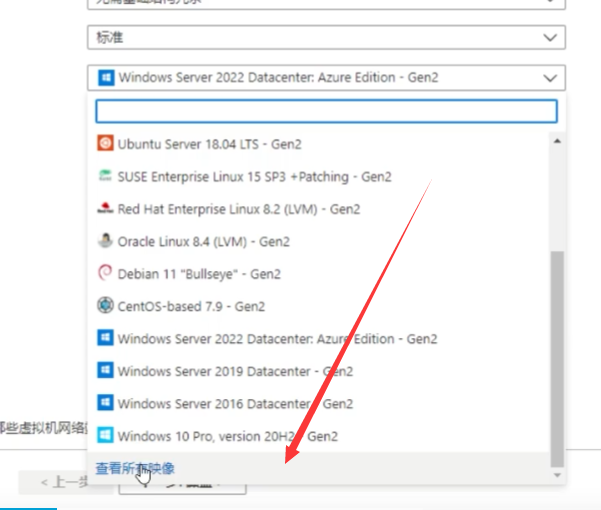 标准
Windows Server 2022 Datacenter: Azure Edition - Gen2
Ubuntu Server 18.04 LTS - Gen2
SUSE Enterprise Linux 15 SP3 +Patching - Gen2
Red Hat Enterprise Linux 8.2 (LVM) - Gen2
Oracle Linux 8.4 (LVM) - Gen2
Debian 11 "Bullseye" - Gen2
CentOS-based 7.9 - Gen2
Windows Server 2022 Datacenter: Azure Edition - Gen2
Windows Server 2019 Datacenter - Gen2
Windows Server 2016 Datacenter - Gen2
Windows 10 Pro, version 20H2 - Gen2
些虚拟机网络
查看所有映像
< 上一步